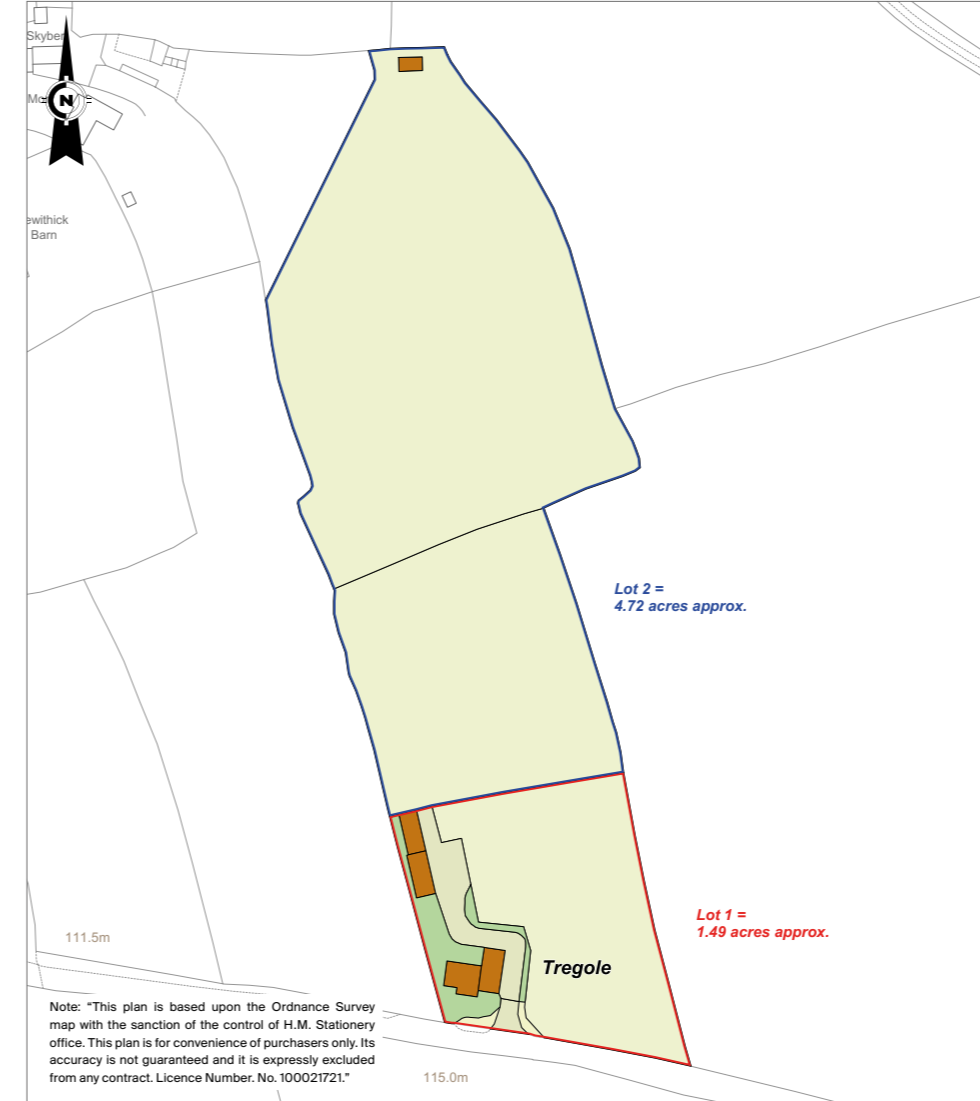 Skyber
N
ewithick
Barn
Lot 2 =
4.72 acres approx.
Lot 1 =
1.49 acres approx.
Tregole
111.5m
Note: “This plan is based upon the Ordnance Survey
map with the sanction of the control of H.M. Stationery
office. This plan is for convenience of purchasers only. Its
accuracy is not guaranteed and it is expressly excluded
from any contract. Licence Number. No. 100021721.”
115.0m